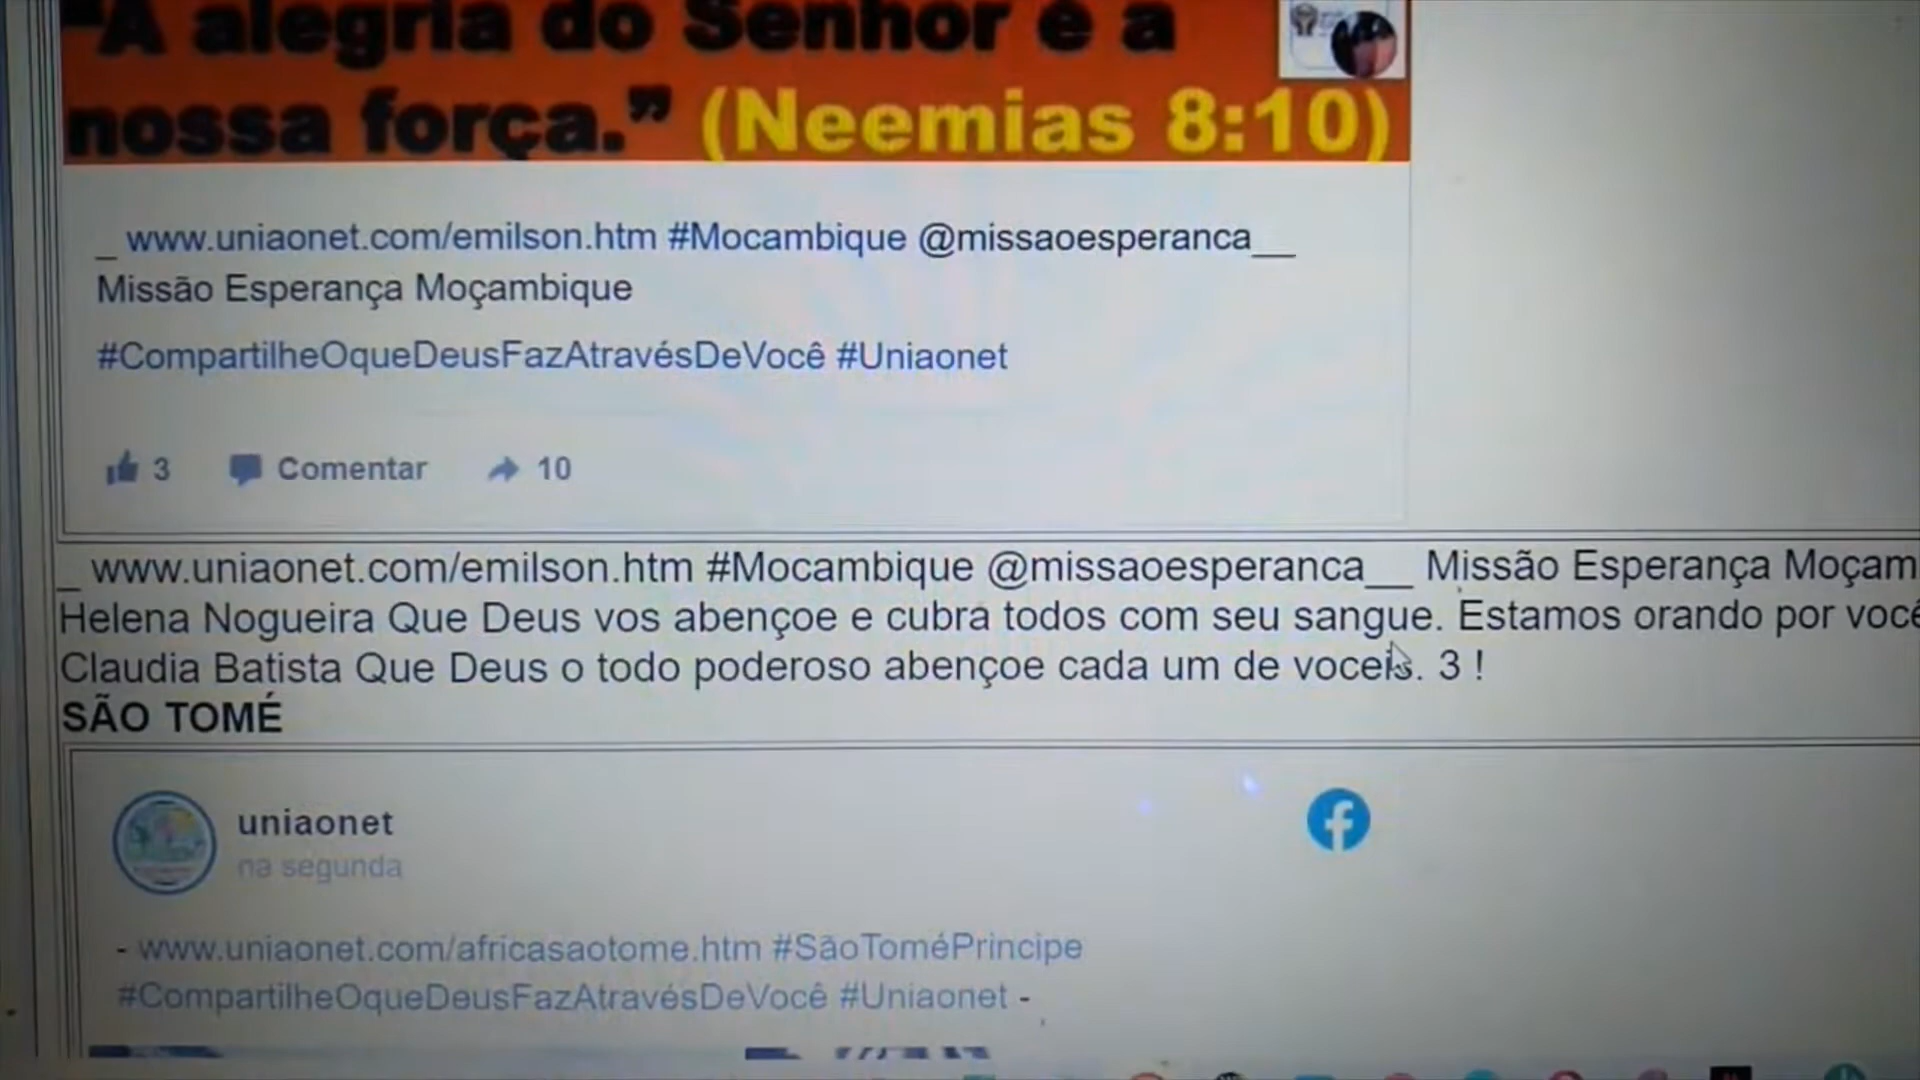 "A alegria do Senhor é a
nossa força." (Neemias 8:10)
_ www.uniaonet.com/emilson.htm #Mocambique @missaoesperanca__
Missão Esperança Moçambique
#CompartilheOqueDeusFazAtravésDeVocê #Uniaonet
3 Comentar 10
_ www.uniaonet.com/emilson.htm #Mocambique @missaoesperanca__ Missão Esperança Moçam
Helena Nogueira Que Deus vos abençoe e cubra todos com seu sangue. Estamos orando por você
Claudia Batista Que Deus o todo poderoso abençoe cada um de voceis. 3 !
SÃO TOMÉ
uniaonet
na segunda
- www.uniaonet.com/africasaotome.htm #SãoToméPrincipe
#CompartilheOqueDeusFazAtravésDeVocê #Uniaonet -